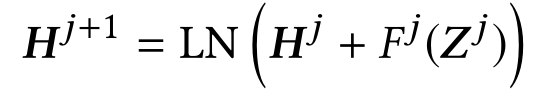 H^{j+1} = LN(H^j + F^j(Z^j))